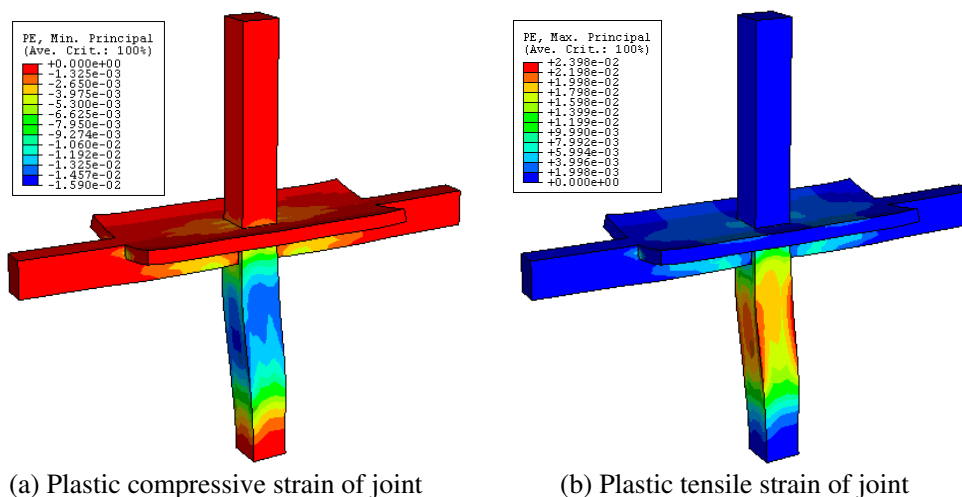 PE, Min. Principal
(Ave. Crit.: 100%)
+0.000e+00
-1.325e-03
-2.650e-03
-3.975e-03
-5.300e-03
-6.625e-03
-7.950e-03
-9.274e-03
-1.060e-02
-1.192e-02
-1.325e-02
-1.457e-02
-1.590e-02
PE, Max. Principal
(Ave. Crit.: 100%)
+2.398e-02
+2.198e-02
+1.998e-02
+1.798e-02
+1.598e-02
+1.399e-02
+1.199e-02
+9.990e-03
+7.992e-03
+5.994e-03
+3.996e-03
+1.998e-03
+0.000e+00
(a) Plastic compressive strain of joint
(b) Plastic tensile strain of joint